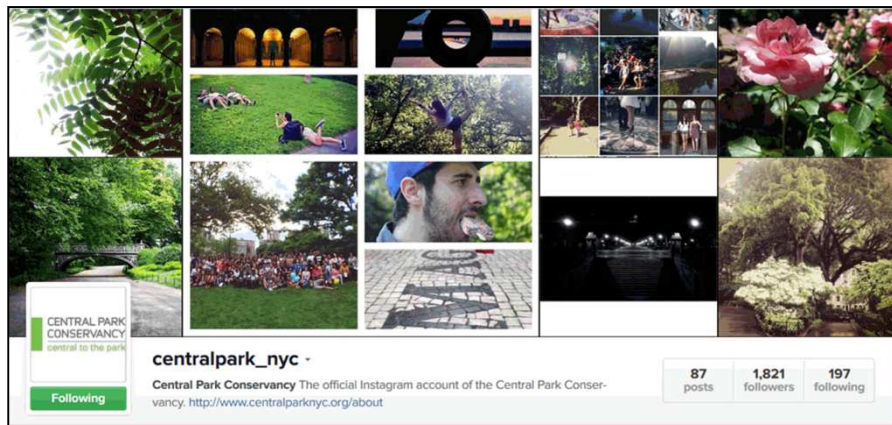 IMAG
CENTRAL PARK
CONSERVANCY
central to the park
Following
centralpark_nyc
Central Park Conservancy The official Instagram account of the Central Park Conser-
vancy. http://www.centralparknyc.org/about
87
posts
1,821
followers
197
following